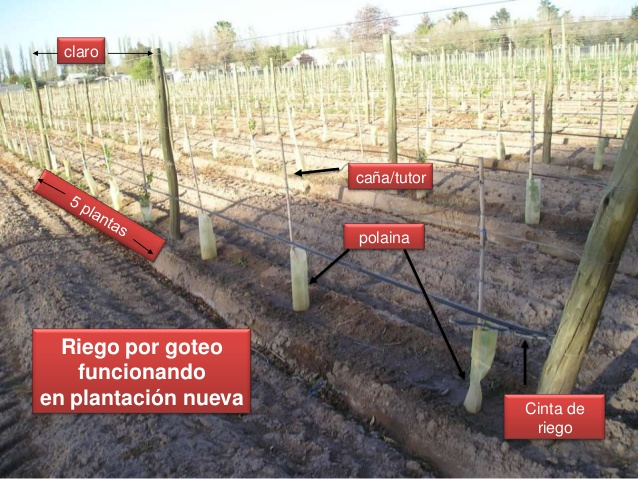 claro
caña/tutor
5 plantas
polaina
Riego por goteo
funcionando
en plantación nueva
Cinta de
riego